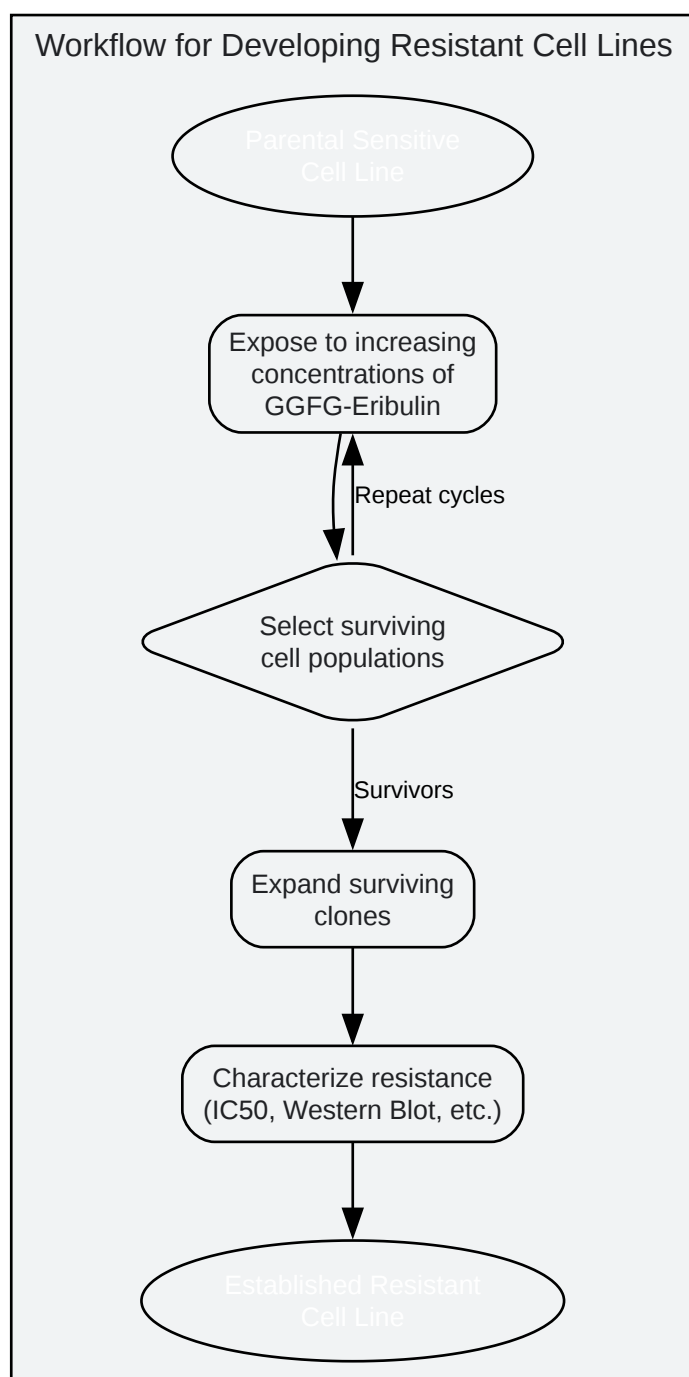 Workflow for Developing Resistant Cell Lines
Parental Sensitive
Cell Line
Expose to increasing
concentrations of
GGFG-Eribulin
Repeat cycles
Select surviving
cell populations
Survivors
Expand surviving
clones
Characterize resistance
(IC50, Western Blot, etc.)
Established Resistant
Cell Line